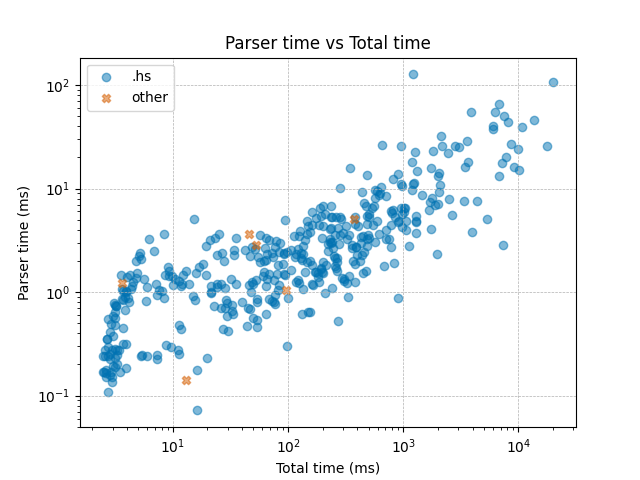 Parser time vs Total time
.hs
other
Parser time (ms)
10²
10¹
10⁰
10⁻¹
10¹
10²
10³
10⁴
Total time (ms)